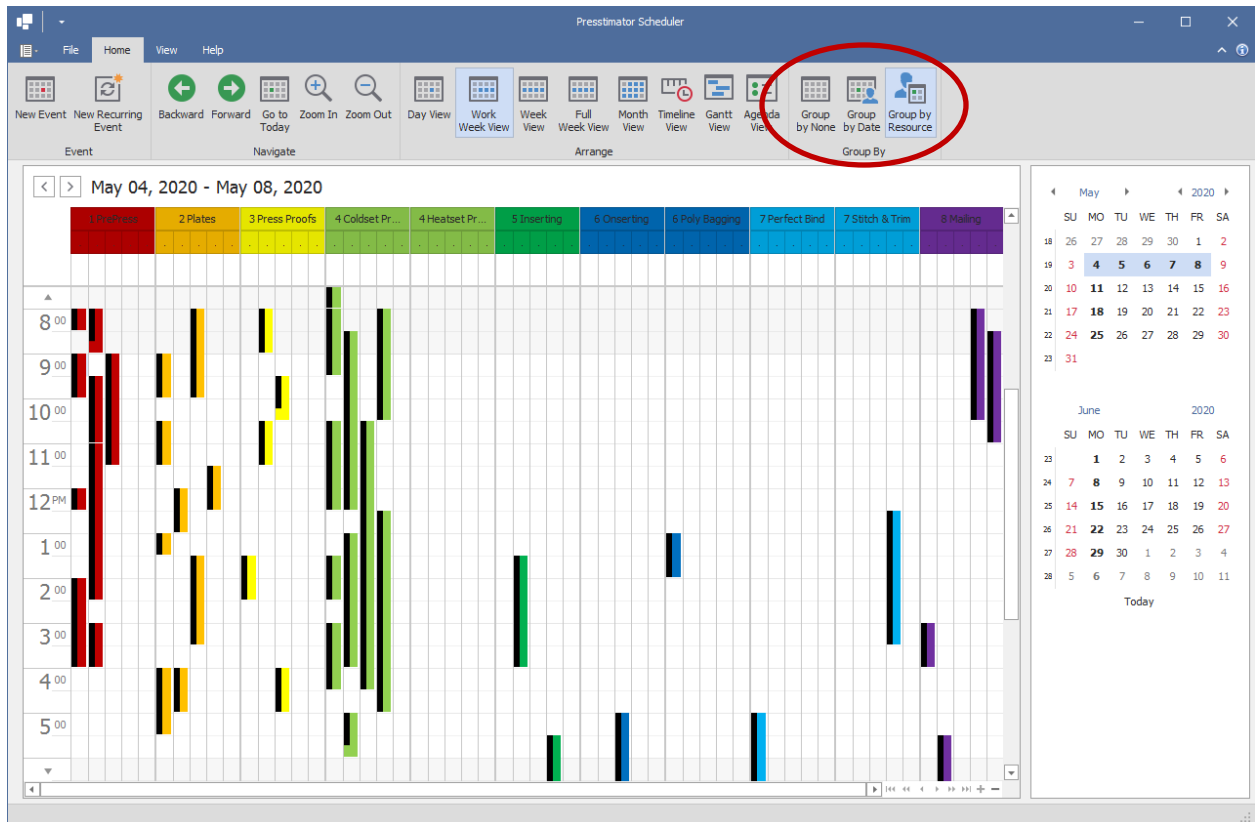 Presstimator Scheduler
File Home View Help
New Event New Recurring Event Backward Forward Go to Today Zoom In Zoom Out Day View Work Week View Week View Full Week View Month View Timeline View Gantt View Agenda View Group by None Group by Date Group by Resource
Event Navigate Arrange Group By
May 04, 2020 - May 08, 2020
1 PrePress 2 Plates 3 Press Proofs 4 Coldset Pr... 4 Heatset Pr... 5 Inserting 6 Onserting 6 Poly Bagging 7 Perfect Bind 7 Stitch & Trim 8 Mailing
8 00
9 00
10 00
11 00
12 PM
1 00
2 00
3 00
4 00
5 00
May 2020
SU MO TU WE TH FR SA
18 26 27 28 29 30 1 2
19 3 4 5 6 7 8 9
20 10 11 12 13 14 15 16
21 17 18 19 20 21 22 23
22 24 25 26 27 28 29 30
23 31
June 2020
SU MO TU WE TH FR SA
23 1 2 3 4 5 6
24 7 8 9 10 11 12 13
25 14 15 16 17 18 19 20
26 21 22 23 24 25 26 27
27 28 29 30 1 2 3 4
28 5 6 7 8 9 10 11
Today